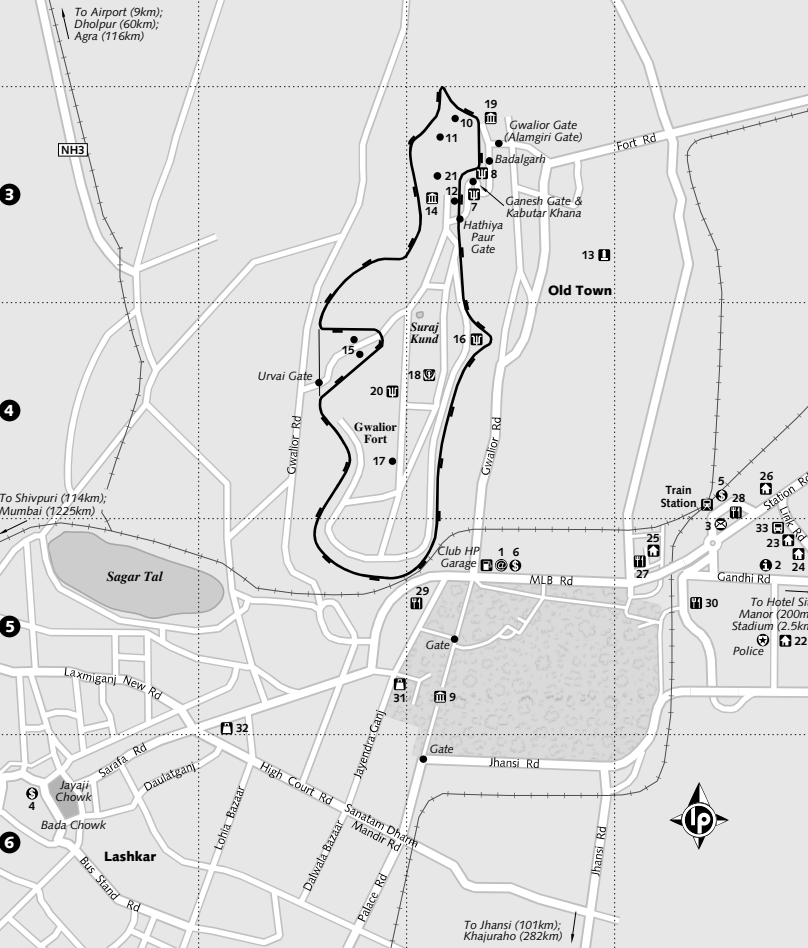 To Airport (9km);
Dholpur (60km);
Agra (116km)
19
10
Gwalior Gate
(Alamgiri Gate)
11
Fort Rd
NH3
Badalgarh
21
8
3
12
7
14
Ganesh Gate &
Kabutar Khana
Hathiya
Paur
Gate
13
Old Town
Suraj
Kund
16
15
Urvai Gate
18
20
4
Gwalior
Fort
Gwalior Rd
Gwalior Rd
17
To Shivpuri (114km);
Mumbai (1225km)
Train
Station
5
26
28
Station Rd
3
33
Link Rd
23
24
25
27
2
Club HP
Garage
1
6
MLB Rd
Gandhi Rd
Sagar Tal
29
30
To Hotel Sit
Manor (200m
Stadium (2.5km
5
Gate
Police
22
Laxmiganj New Rd
31
9
32
Jayendra Ganj
Gate
Sarafa Rd
Jhansi Rd
Daulatganj
High Court Rd
Jayaji
Chowk
4
Bada Chowk
Lohia Bazaar
Sanatam Dharm
Mandir Rd
lp
6
Lashkar
Dalwala Bazaar
Jhansi Rd
Bus Stand Rd
Palace Rd
To Jhansi (101km);
Khajuraho (282km)